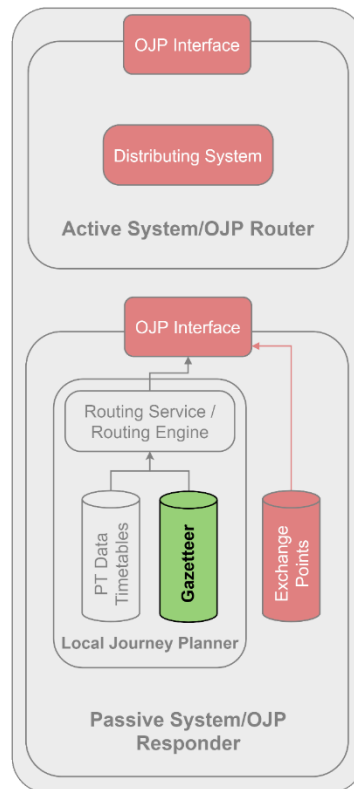 OJP Interface
Distributing System
Active System/OJP Router
OJP Interface
Routing Service /
Routing Engine
PT Data
Timetables
Gazetteer
Exchange
Points
Local Journey Planner
Passive System/OJP
Responder